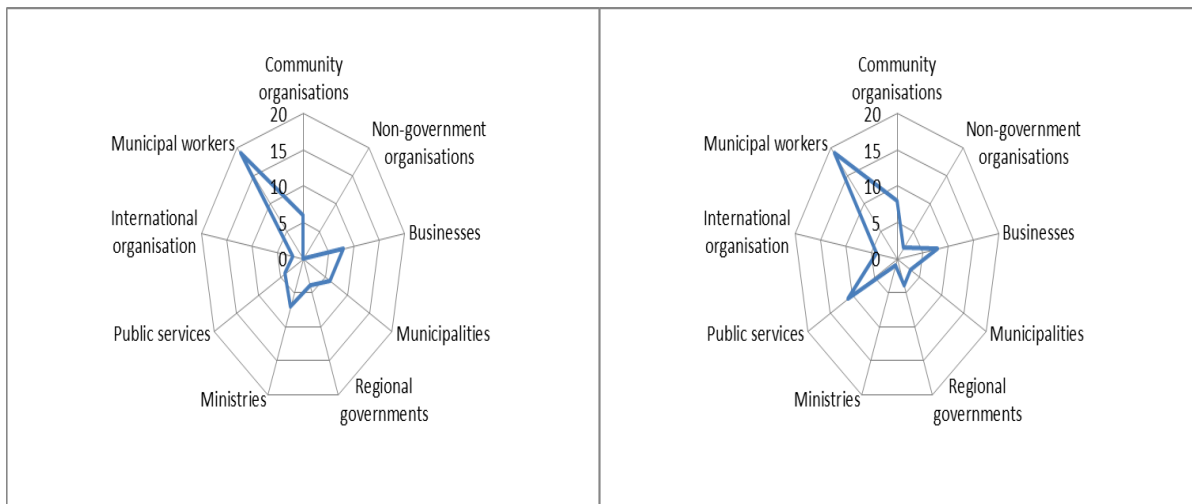 Community
organisations
20
Non-government
organisations
Municipal workers
15
10
International
organisation
5
Businesses
0
Public services
Municipalities
Ministries
Regional
governments
Community
organisations
20
Non-government
organisations
Municipal workers
15
10
International
organisation
5
Businesses
0
Public services
Municipalities
Ministries
Regional
governments